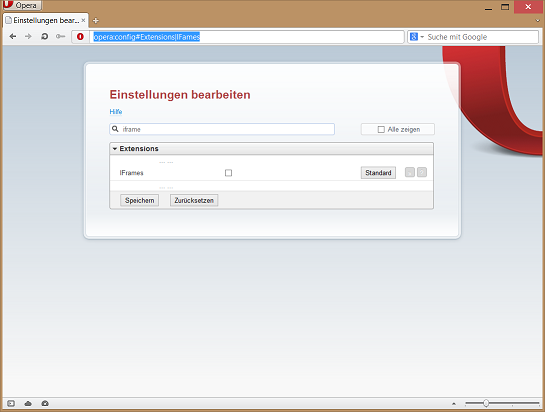 Opera
Einstellungen bear...
opera:config#Extensions|IFrames
Suche mit Google
Einstellungen bearbeiten
Hilfe
iframe
Alle zeigen
Extensions
IFrames
Standard
Speichern
Zurücksetzen